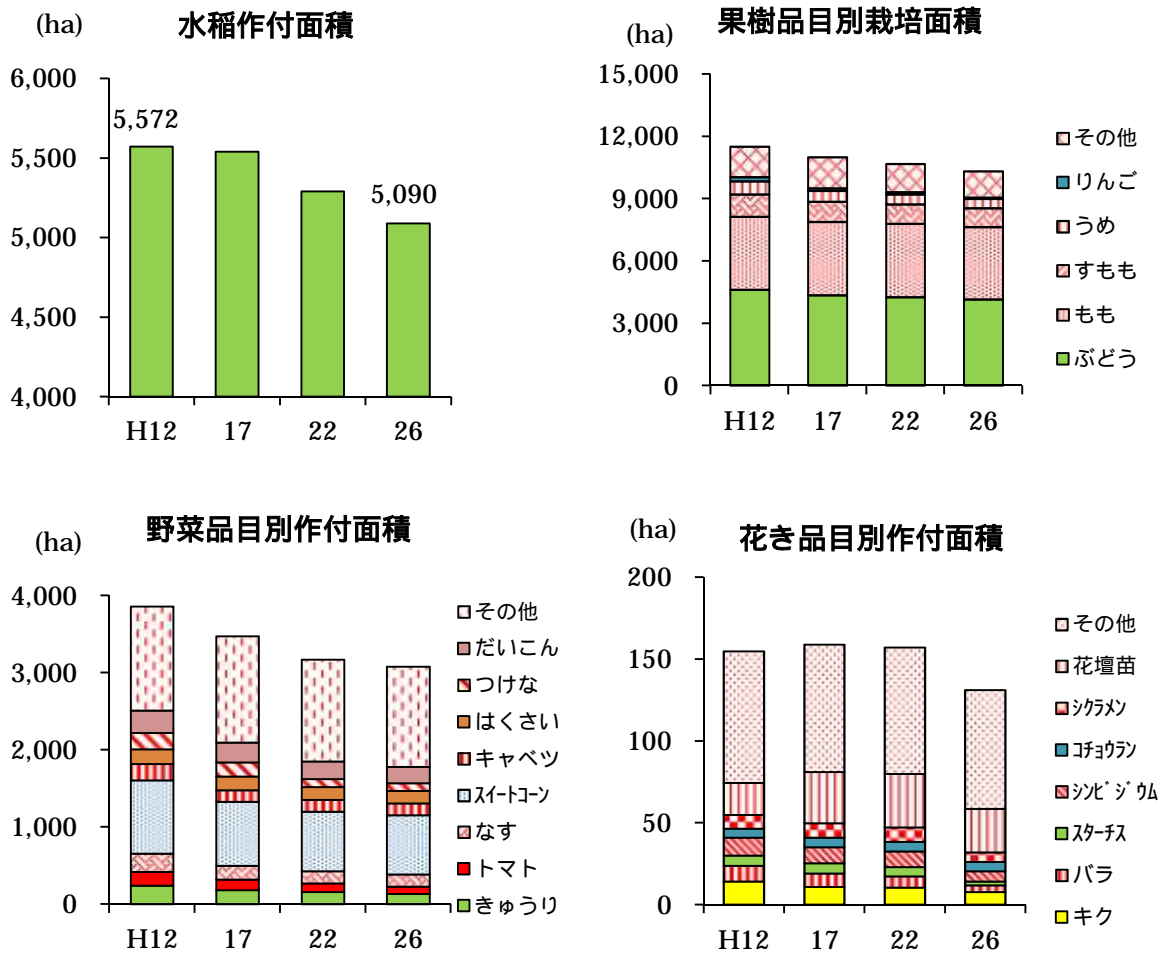 水稲作付面積
(ha)
6,000
5,500
5,000
4,500
4,000
5,572
5,090
H12 17 22 26
果樹品目別栽培面積
(ha)
15,000
12,000
9,000
6,000
3,000
0
H12 17 22 26
その他
りんご
うめ
すもも
もも
ぶどう
野菜品目別作付面積
(ha)
4,000
3,000
2,000
1,000
0
H12 17 22 26
その他
だいこん
つけな
はくさい
キャベツ
ｽｲｰﾄｺｰﾝ
なす
トマト
きゅうり
花き品目別作付面積
(ha)
200
150
100
50
0
H12 17 22 26
その他
花壇苗
ｼｸﾗﾒﾝ
ｺﾁｮｳﾗﾝ
ｼﾝﾋﾞｼﾞｳﾑ
ｽﾀｰﾁｽ
バラ
キク